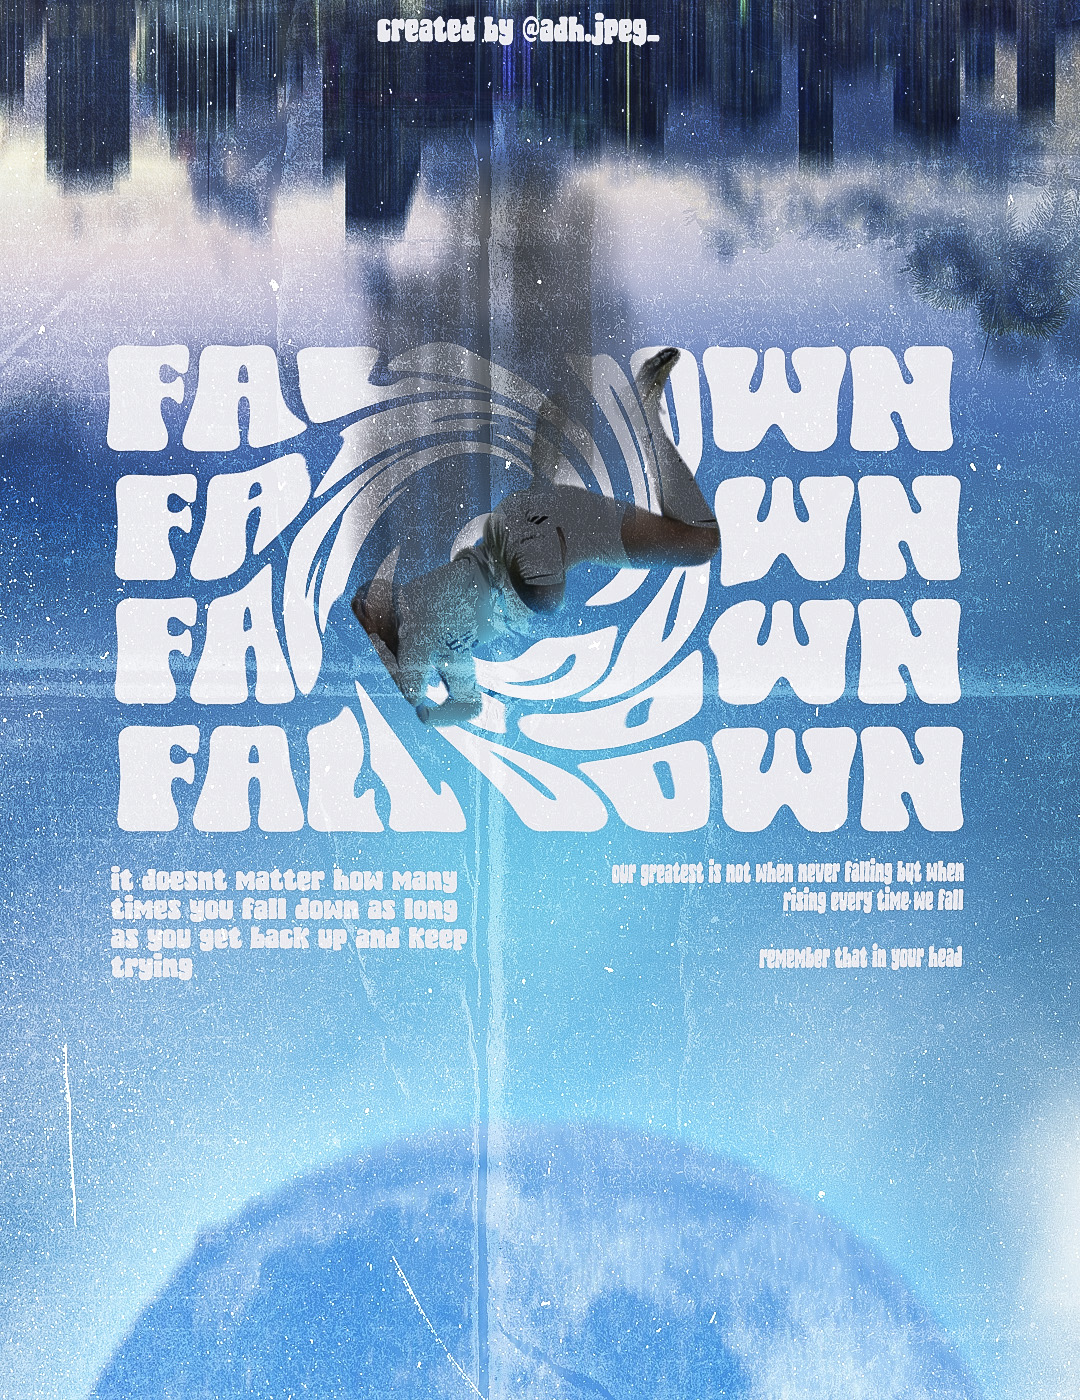 created by @adh.jpeg_
FALL DOWN
FALL DOWN
FALL DOWN
FALL DOWN
it doesnt matter how many
times you fall down as long
as you get back up and keep
trying
our greatest is not when never falling but when
rising every time we fall
remember that in your head